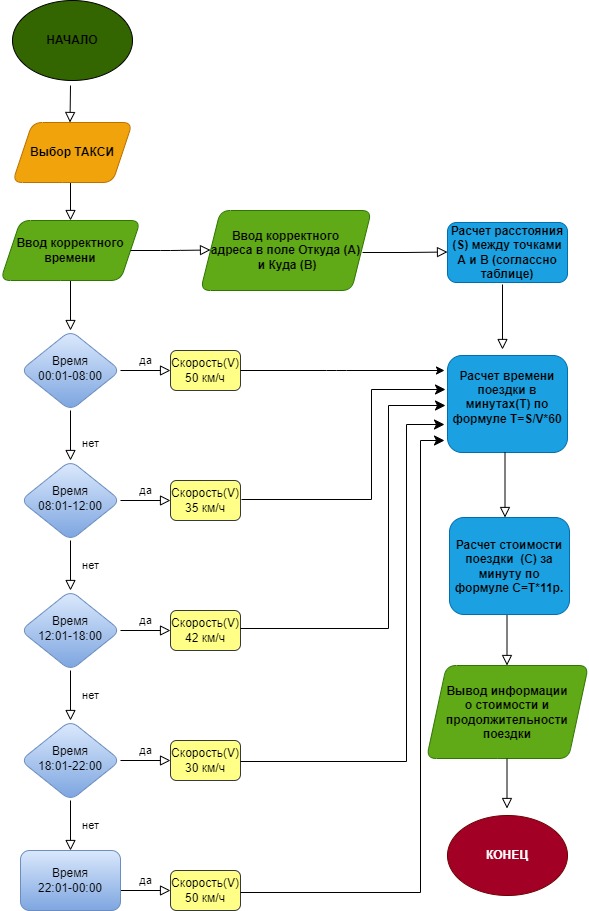 НАЧАЛО
Выбор ТАКСИ
Ввод корректного
времени
Ввод корректного
адреса в поле Откуда (А)
и Куда (В)
Расчет расстояния
(S) между точками
А и В (соглассно
таблице)
Время
00:01-08:00
да
Скорость(V)
50 км/ч
Расчет времени
поездки в
минутах(Т) по
формуле T=S/V*60
нет
Время
08:01-12:00
да
Скорость(V)
35 км/ч
Расчет стоимости
поездки (С) за
минуту по
формуле С=Т*11р.
нет
Время
12:01-18:00
да
Скорость(V)
42 км/ч
нет
Вывод информации
о стоимости и
продолжительности
поездки
Время
18:01-22:00
да
Скорость(V)
30 км/ч
нет
Время
22:01-00:00
да
Скорость(V)
50 км/ч
КОНЕЦ